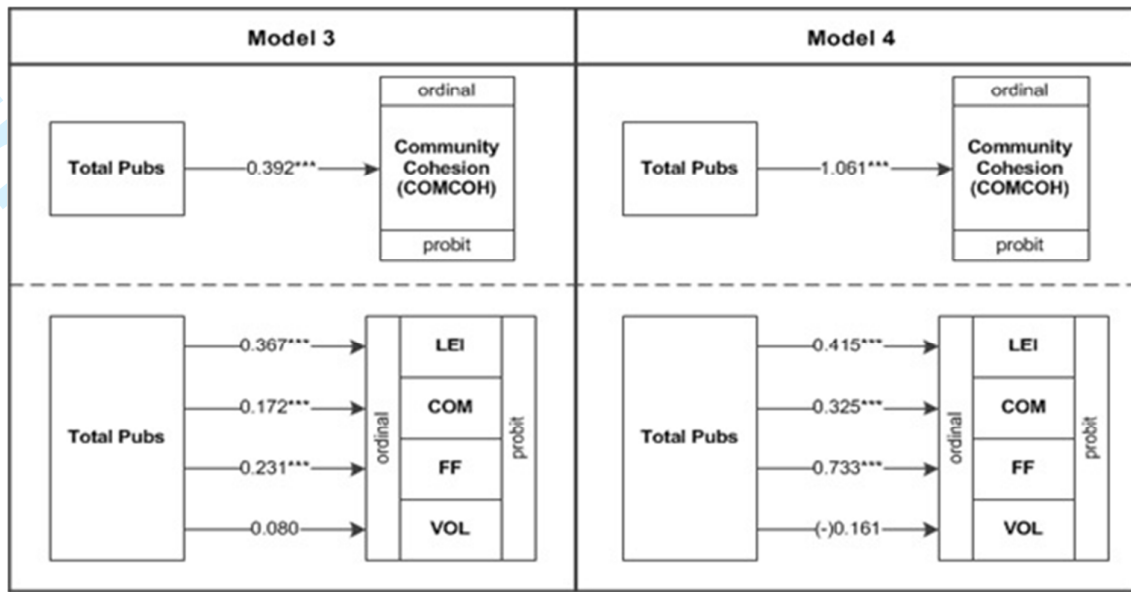 Model 3
Model 4
Total Pubs
0.392***
ordinal
Community
Cohesion
(COMCOH)
probit
Total Pubs
1.061***
ordinal
Community
Cohesion
(COMCOH)
probit
Total Pubs
0.367***
0.172***
0.231***
0.080
ordinal
LEI
COM
FF
VOL
probit
Total Pubs
0.415***
0.325***
0.733***
(-)0.161
ordinal
LEI
COM
FF
VOL
probit